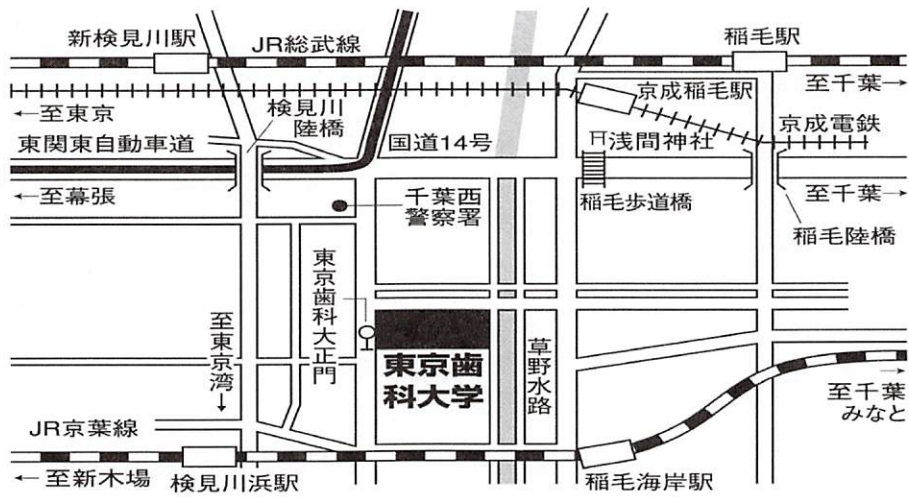 新検見川駅
JR総武線
稲毛駅
←至東京
検見川
陸橋
京成稲毛駅
至千葉→
東関東自動車道
国道14号
浅間神社
京成電鉄
←至幕張
千葉西
警察署
稲毛歩道橋
至千葉→
稲毛陸橋
東京歯科大正門
至東京湾→
東京歯
科大学
草野水路
至千葉
みなと
JR京葉線
←至新木場
検見川浜駅
稲毛海岸駅